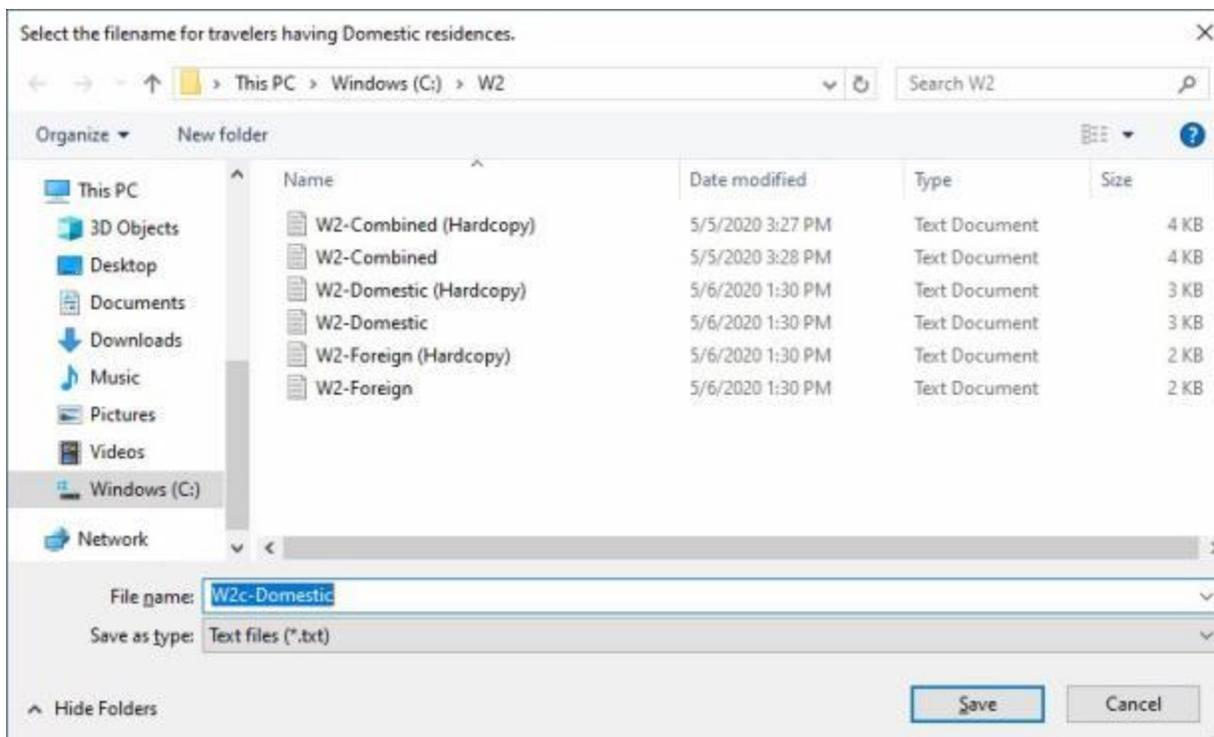 Select the filename for travelers having Domestic residences.
This PC > Windows (C:) > W2
Search W2
Organize
New folder
Name Date modified Type Size
This PC
3D Objects
Desktop
Documents
Downloads
Music
Pictures
Videos
Windows (C:)
Network
W2-Combined (Hardcopy) 5/5/2020 3:27 PM Text Document 4 KB
W2-Combined 5/5/2020 3:28 PM Text Document 4 KB
W2-Domestic (Hardcopy) 5/6/2020 1:30 PM Text Document 3 KB
W2-Domestic 5/6/2020 1:30 PM Text Document 3 KB
W2-Foreign (Hardcopy) 5/6/2020 1:30 PM Text Document 2 KB
W2-Foreign 5/6/2020 1:30 PM Text Document 2 KB
File name: W2c-Domestic
Save as type: Text files (*.txt)
Hide Folders
Save
Cancel